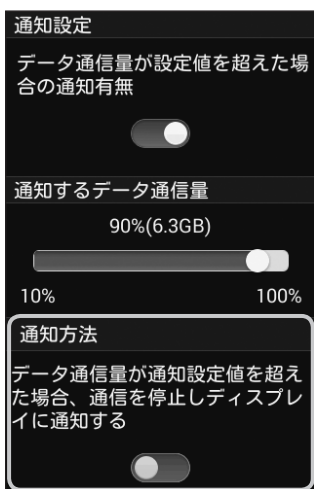 通知設定
データ通信量が設定値を超えた場
合の通知有無
通知するデータ通信量
90%(6.3GB)
10% 100%
通知方法
データ通信量が通知設定値を超え
た場合、通信を停止しディスプレ
イに通知する